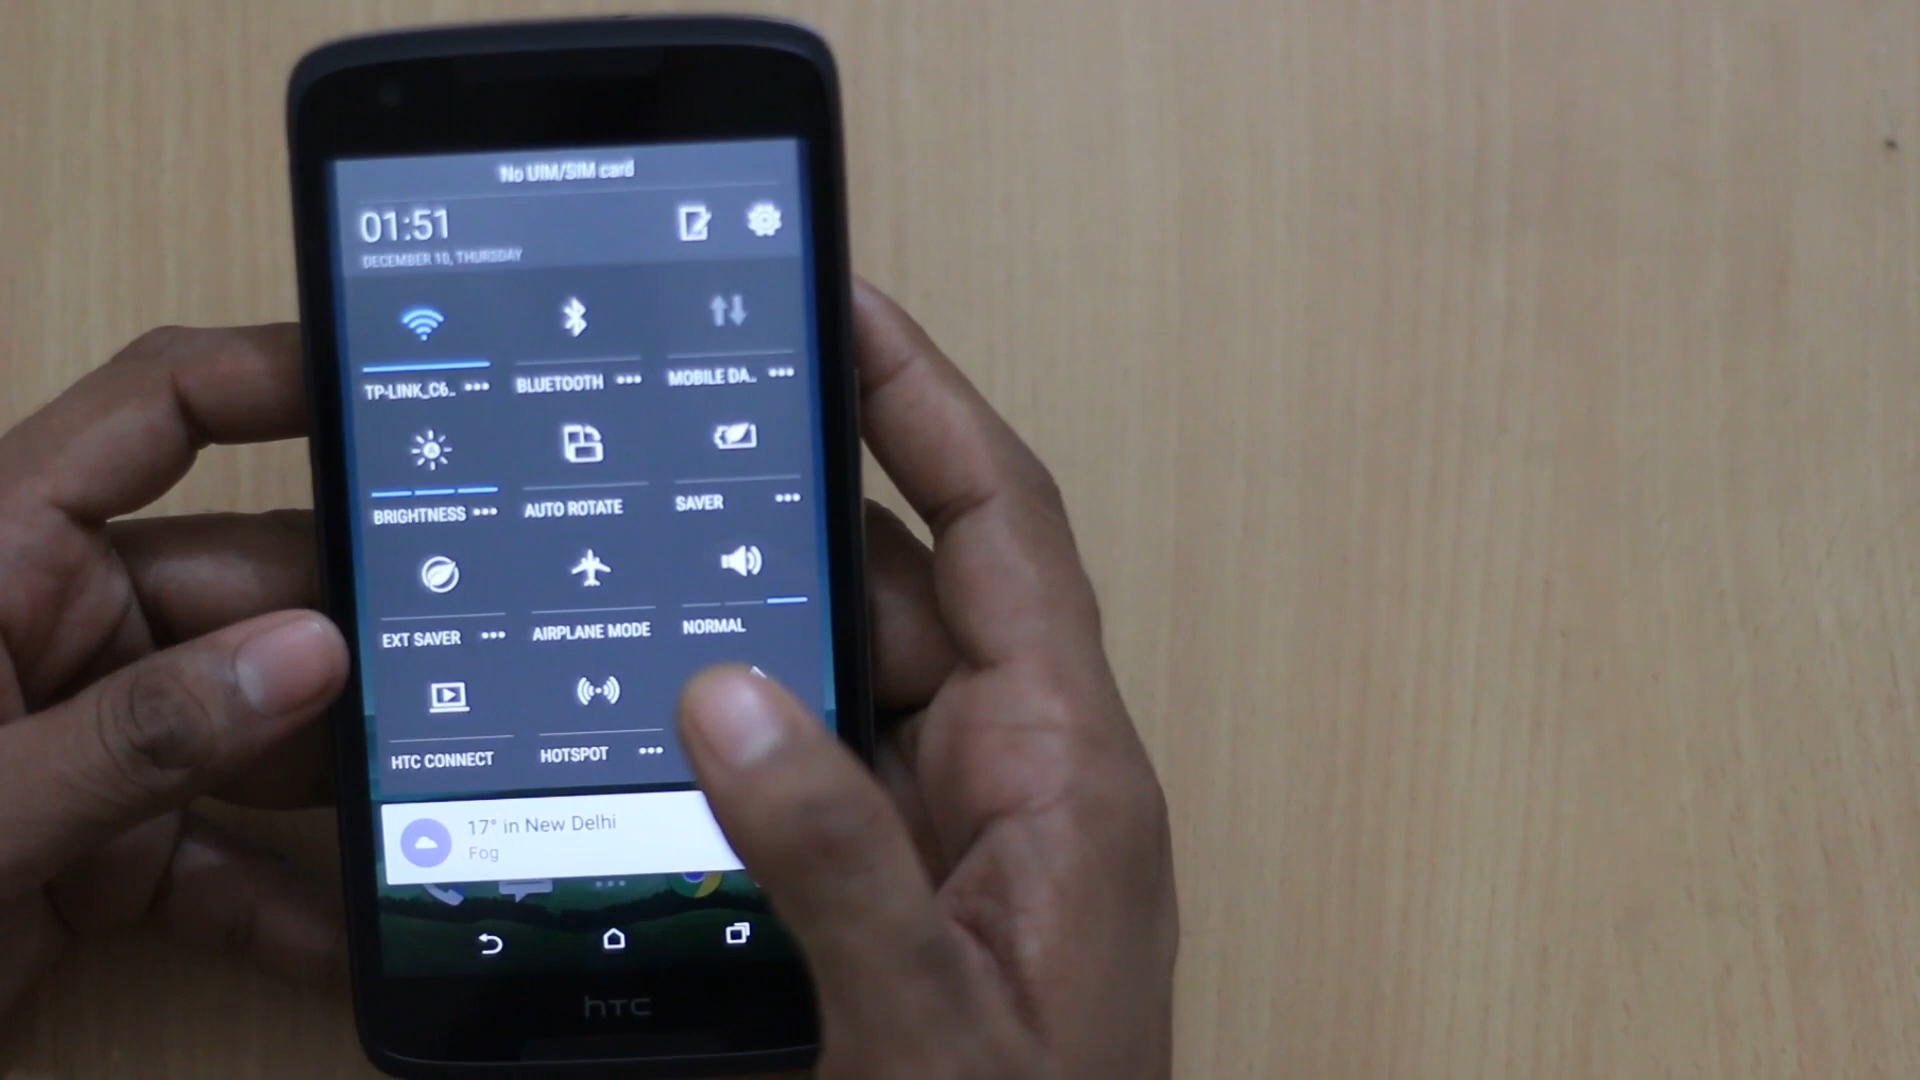 No UIM/SIM card
01:51
DECEMBER 10, THURSDAY
TP-LINK_C6.. BLUETOOTH MOBILE DA..
BRIGHTNESS AUTO ROTATE SAVER
EXT SAVER AIRPLANE MODE NORMAL
HTC CONNECT HOTSPOT
17° in New Delhi
Fog
hTC